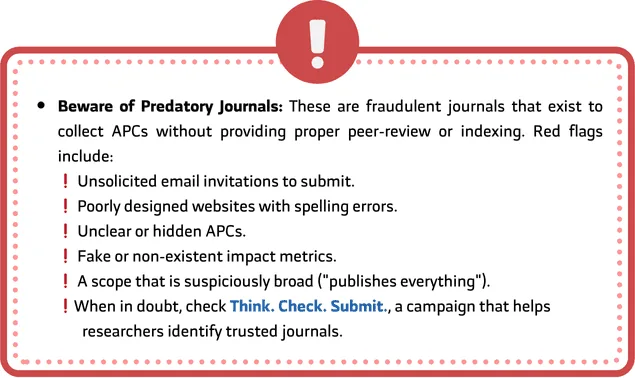 • Beware of Predatory Journals: These are fraudulent journals that exist to
collect APCs without providing proper peer-review or indexing. Red flags
include:
! Unsolicited email invitations to submit.
! Poorly designed websites with spelling errors.
! Unclear or hidden APCs.
! Fake or non-existent impact metrics.
! A scope that is suspiciously broad ("publishes everything").
! When in doubt, check Think. Check. Submit., a campaign that helps
researchers identify trusted journals.